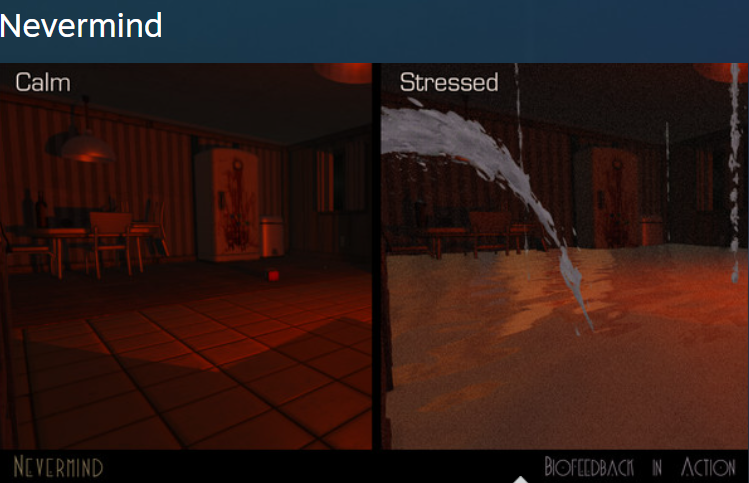 Nevermind
Calm
Stressed
NEVERMIND
BIOFEEDBACK IN ACTION